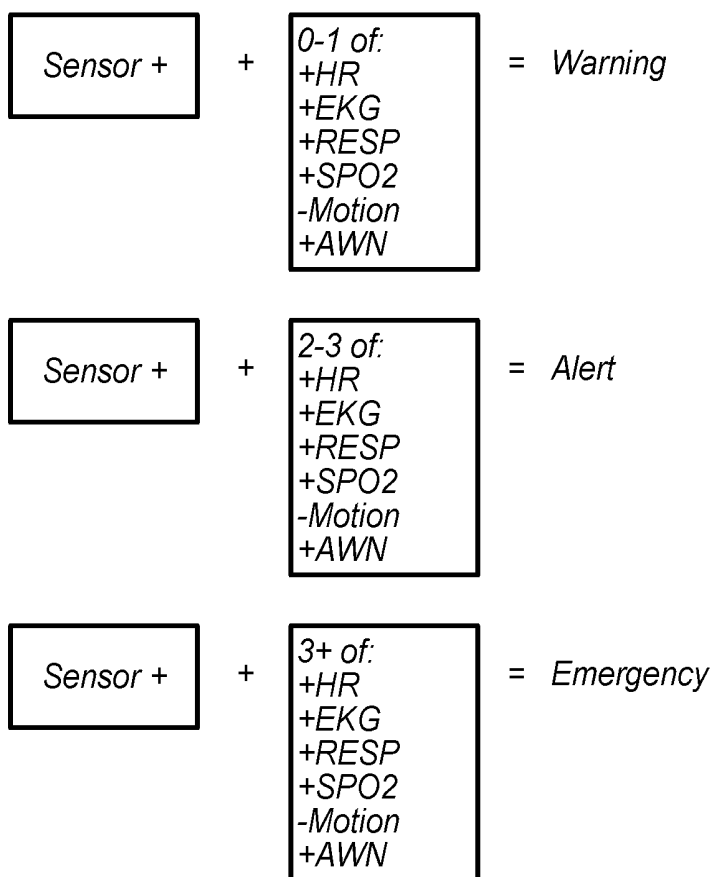 Sensor + + 0-1 of: = Warning
+HR
+EKG
+RESP
+SPO2
-Motion
+AWN
Sensor + + 2-3 of: = Alert
+HR
+EKG
+RESP
+SPO2
-Motion
+AWN
Sensor + + 3+ of: = Emergency
+HR
+EKG
+RESP
+SPO2
-Motion
+AWN